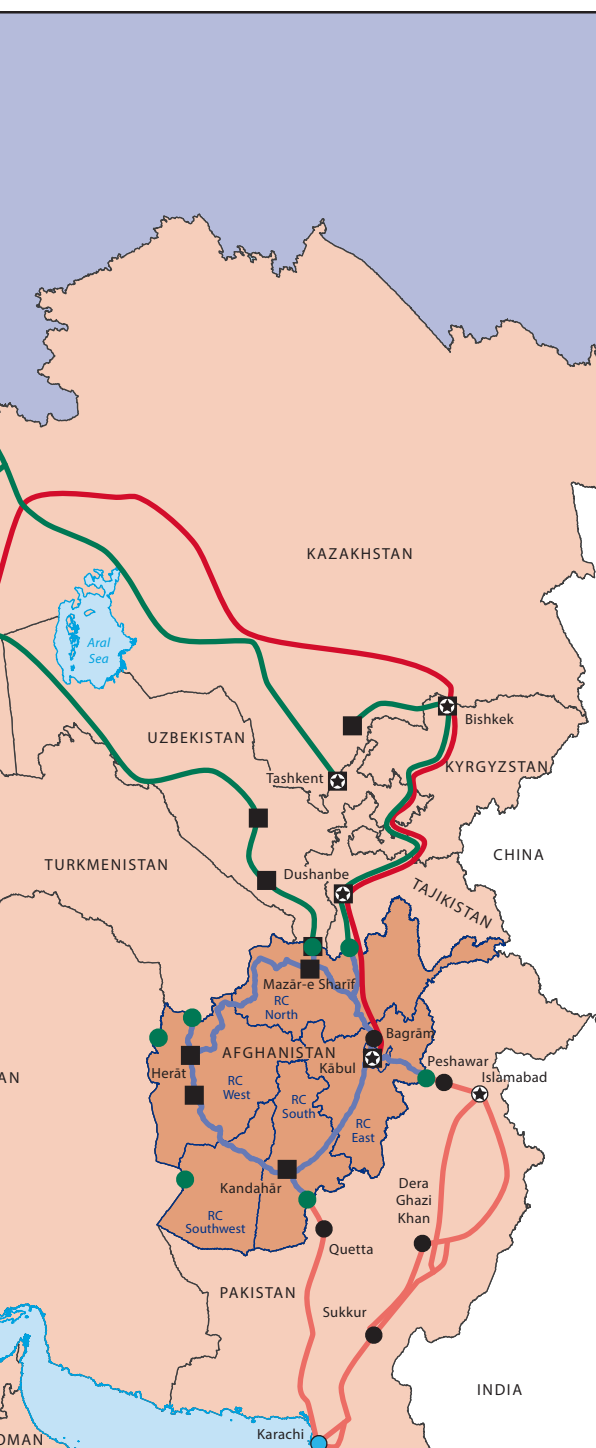 KAZAKHSTAN
Aral
Sea
Bishkek
UZBEKISTAN
KYRGYZSTAN
Tashkent
CHINA
TURKMENISTAN
Dushanbe
TAJIKISTAN
Mazār-e Sharīf
RC
North
Bagrām
AFGHANISTAN
Kābul
Peshawar
Islamabad
AN
Herāt
RC
West
RC
South
RC
East
Kandahār
Dera
Ghazi
Khan
RC
Southwest
Quetta
PAKISTAN
Sukkur
INDIA
Karachi
OMAN